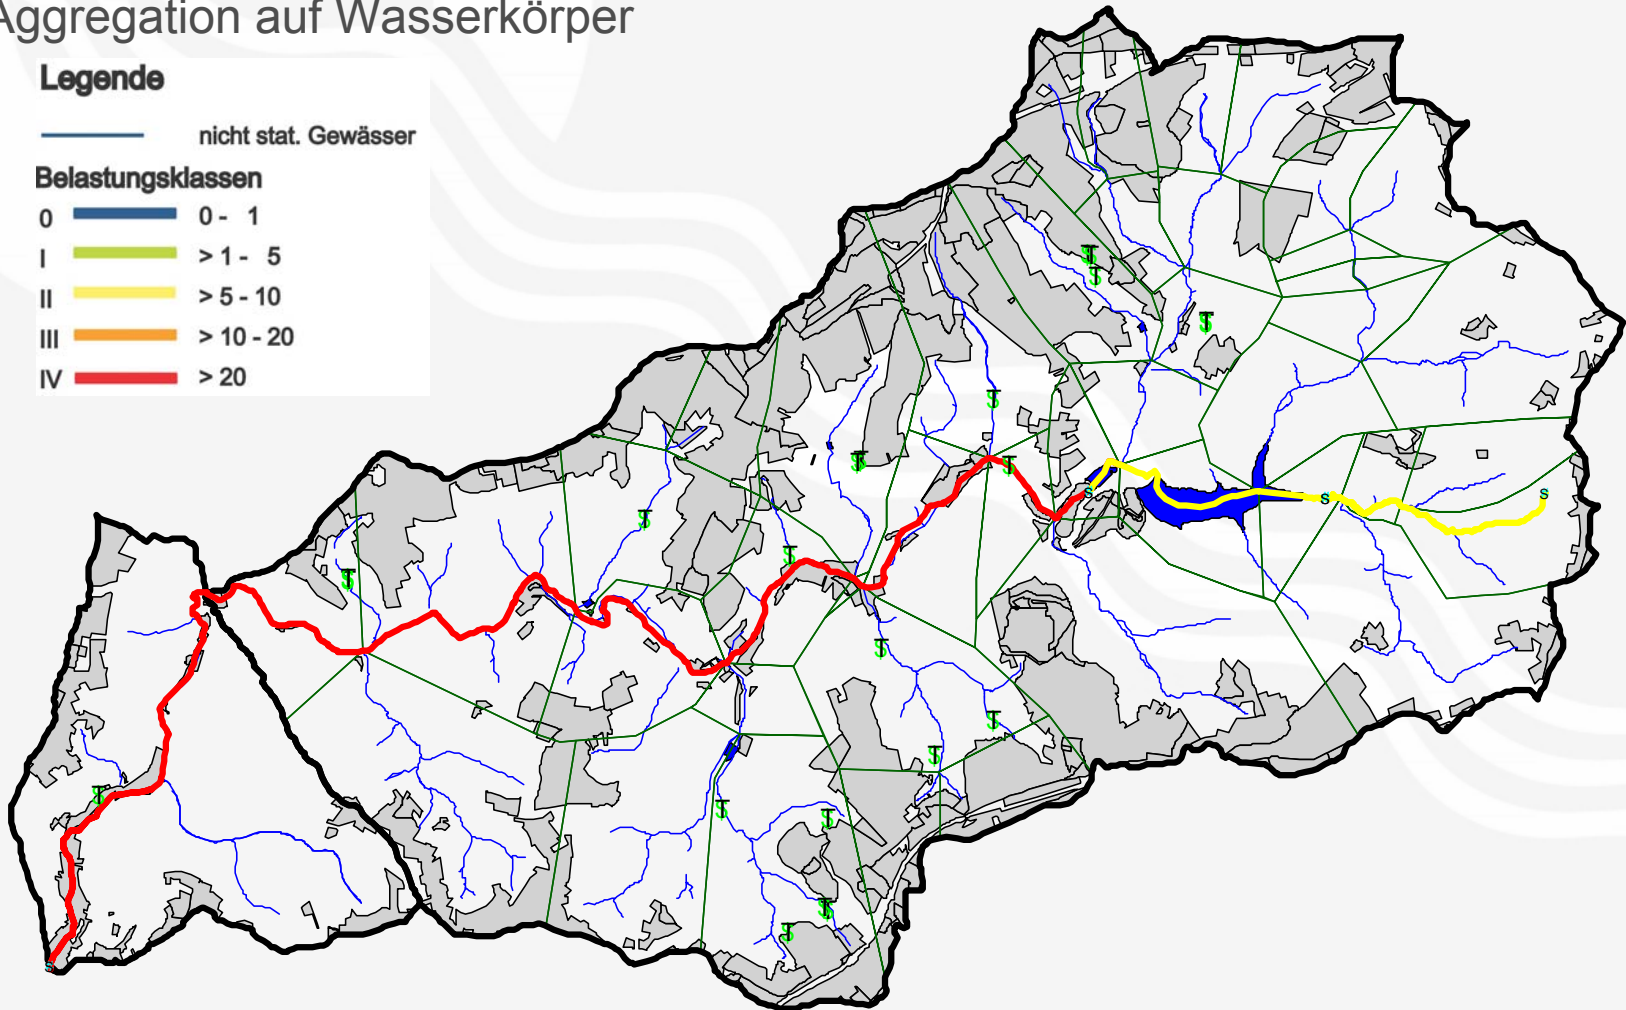 Aggregation auf Wasserkörper
Legende
nicht stat. Gewässer
Belastungsklassen
0 0 - 1
I > 1 - 5
II > 5 - 10
III > 10 - 20
IV > 20